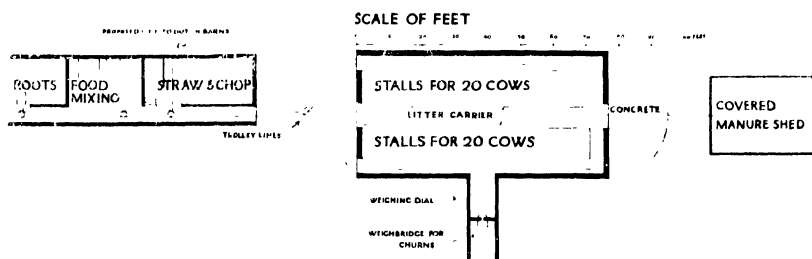 SCALE OF FEET
ROOTS
FOOD
MIXING
STRAW & CHOP
TROLLEY LINES
STALLS FOR 20 COWS
LITTER CARRIER
STALLS FOR 20 COWS
CONCRETE
COVERED
MANURE SHED
WEIGHING DIAL
WEIGHBRIDGE FOR
CHURNS